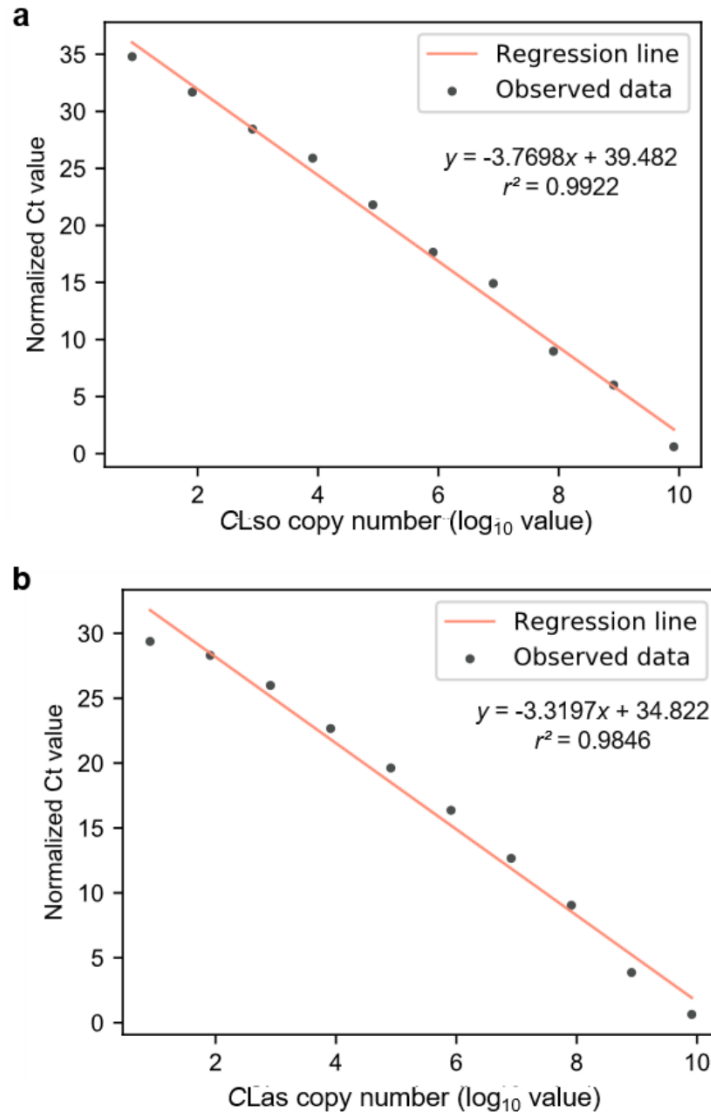 a
35
30
25
20
15
10
5
0
Normalized Ct value
Regression line
Observed data
y = -3.7698x + 39.482
r² = 0.9922
2 4 6 8 10
CLso copy number (log₁₀ value)
b
30
25
20
15
10
5
0
Normalized Ct value
Regression line
Observed data
y = -3.3197x + 34.822
r² = 0.9846
2 4 6 8 10
CLas copy number (log₁₀ value)